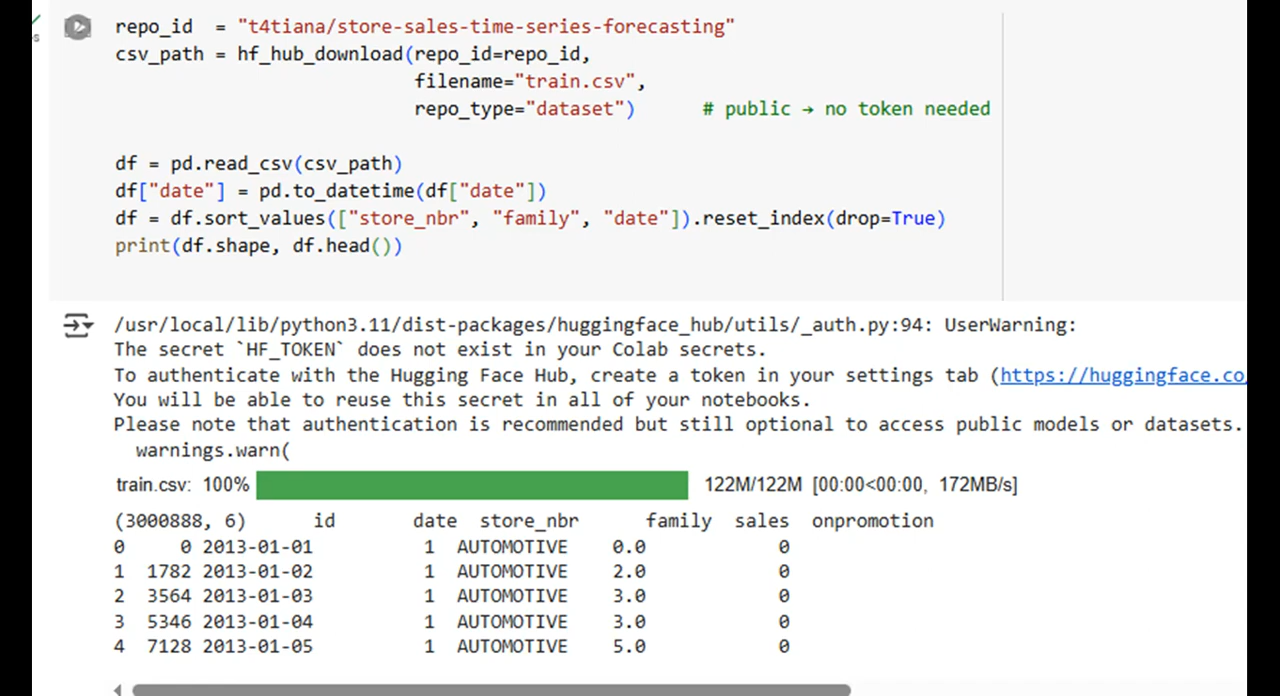 repo_id  = "t4tiana/store-sales-time-series-forecasting"
csv_path = hf_hub_download(repo_id=repo_id,
                           filename="train.csv",
                           repo_type="dataset")      # public → no token needed
df = pd.read_csv(csv_path)
df["date"] = pd.to_datetime(df["date"])
df = df.sort_values(["store_nbr", "family", "date"]).reset_index(drop=True)
print(df.shape, df.head())
/usr/local/lib/python3.11/dist-packages/huggingface_hub/utils/_auth.py:94: UserWarning:
The secret `HF_TOKEN` does not exist in your Colab secrets.
To authenticate with the Hugging Face Hub, create a token in your settings tab (https://huggingface.co/
You will be able to reuse this secret in all of your notebooks.
Please note that authentication is recommended but still optional to access public models or datasets.
  warnings.warn(
train.csv: 100% 122M/122M [00:00<00:00, 172MB/s]
(3000888, 6)      id       date  store_nbr      family  sales  onpromotion
0     0 2013-01-01          1  AUTOMOTIVE    0.0            0
1  1782 2013-01-02          1  AUTOMOTIVE    2.0            0
2  3564 2013-01-03          1  AUTOMOTIVE    3.0            0
3  5346 2013-01-04          1  AUTOMOTIVE    3.0            0
4  7128 2013-01-05          1  AUTOMOTIVE    5.0            0